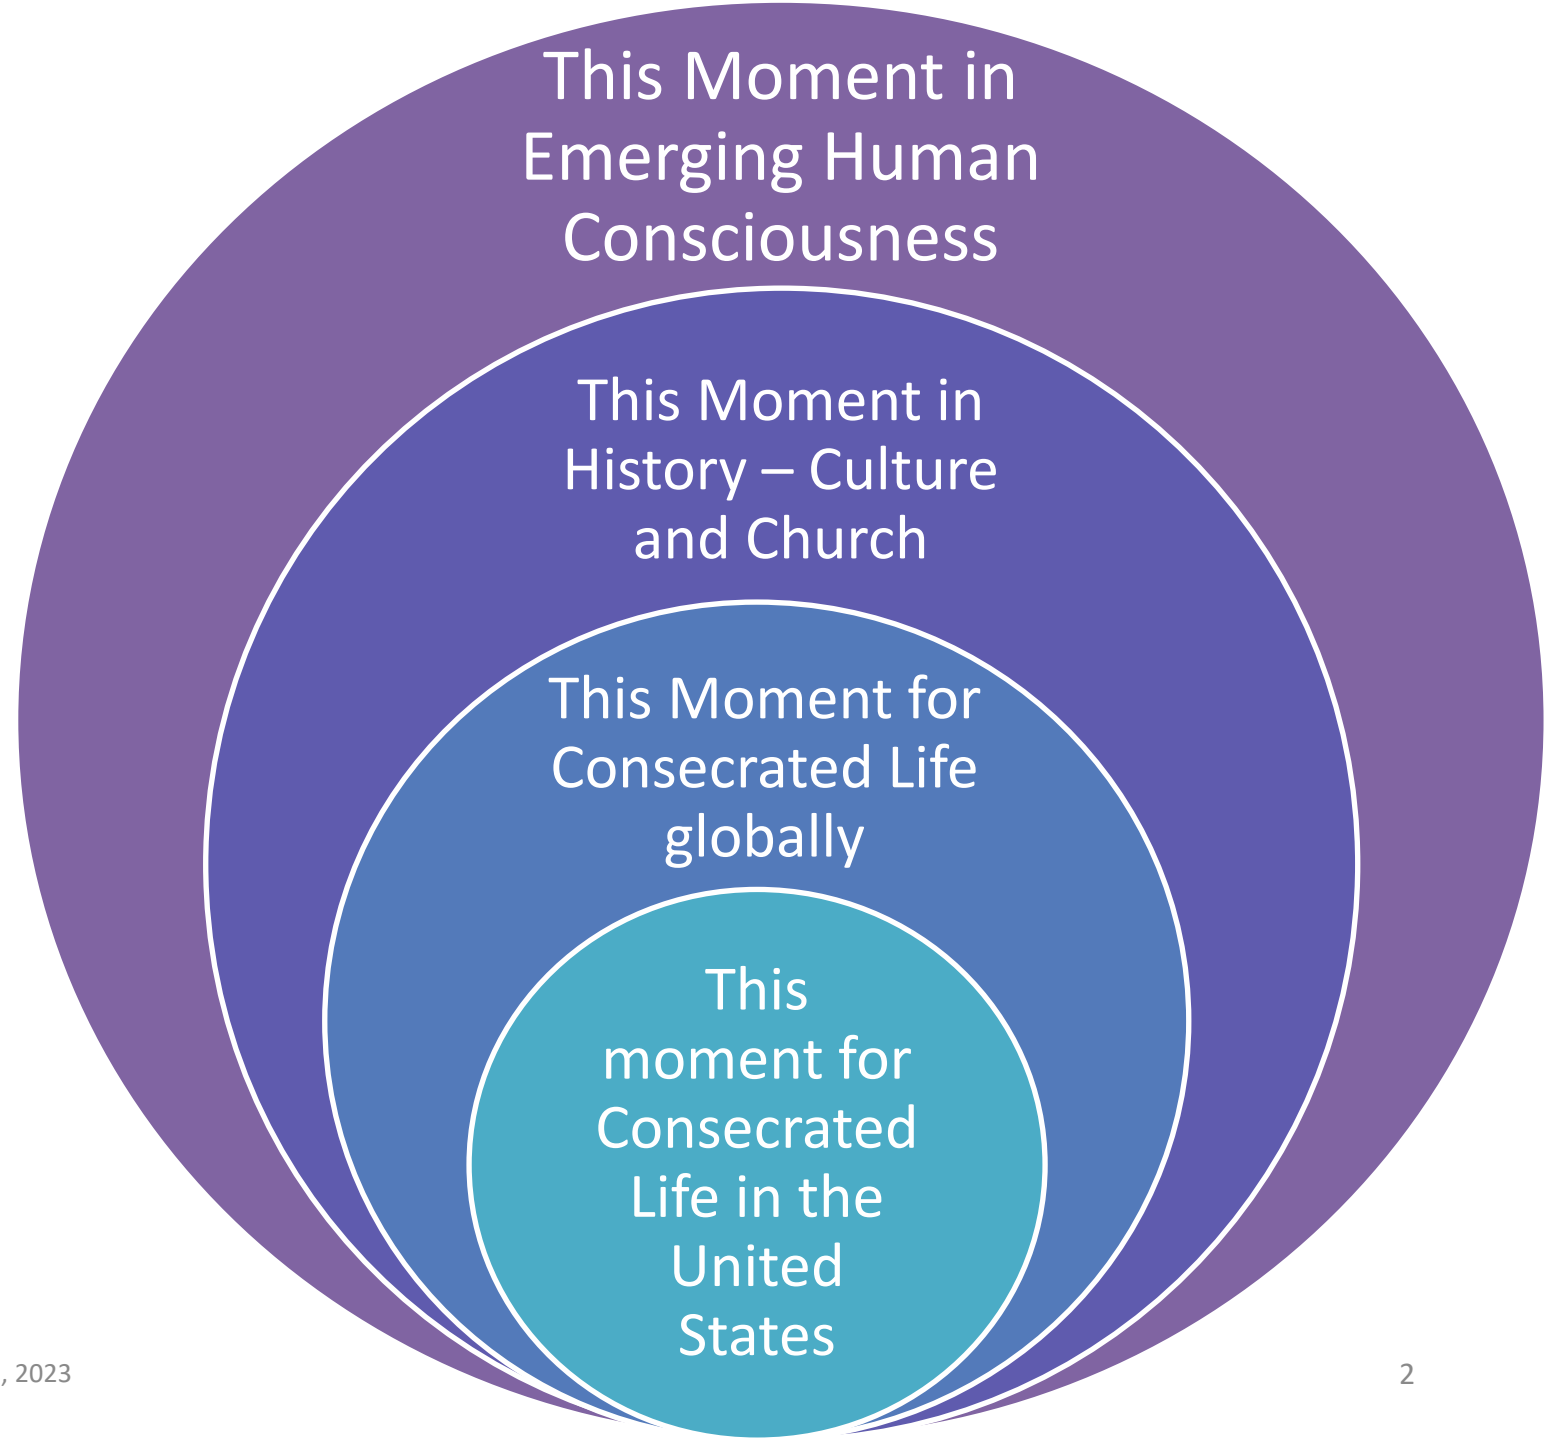 This Moment in
Emerging Human
Consciousness
This Moment in
History – Culture
and Church
This Moment for
Consecrated Life
globally
This
moment for
Consecrated
Life in the
United
States
, 2023
2